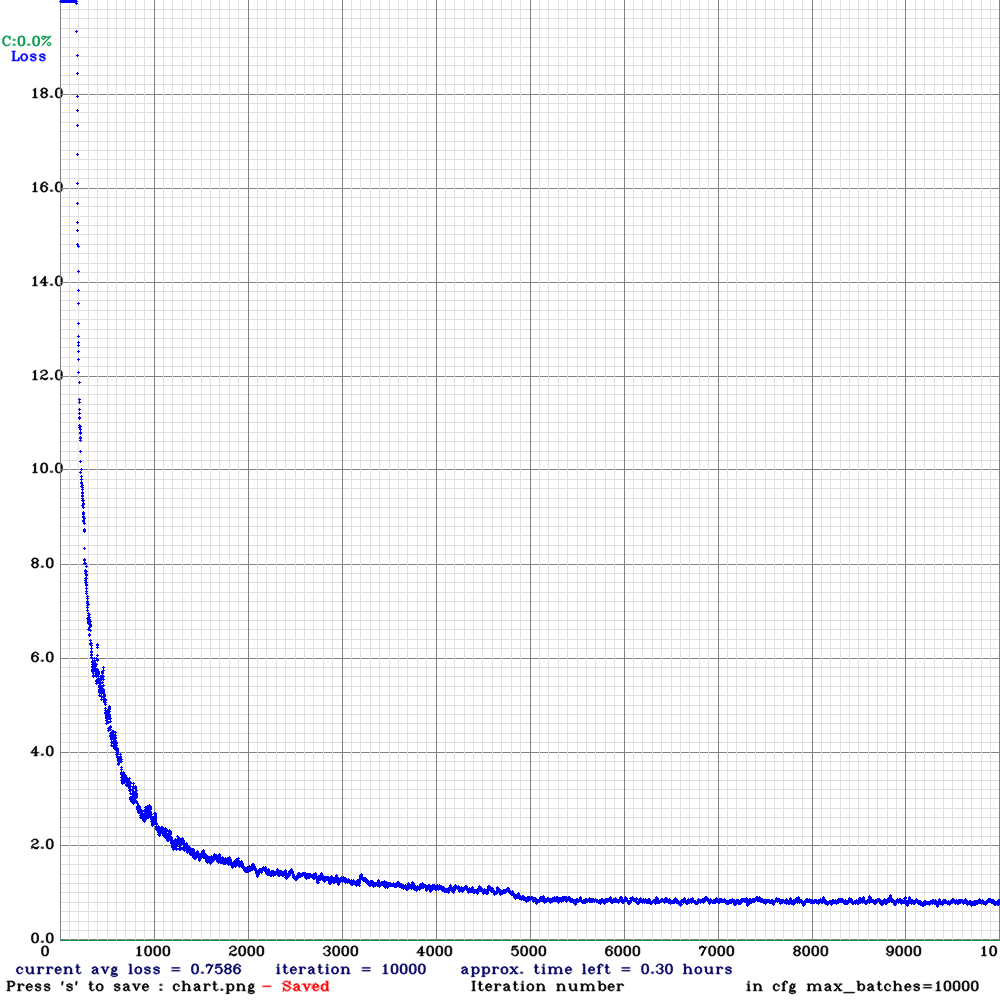 C:0.0%
Loss
18.0
16.0
14.0
12.0
10.0
8.0
6.0
4.0
2.0
0.0
0 1000 2000 3000 4000 5000 6000 7000 8000 9000 10
current avg loss = 0.7586 iteration = 10000 approx. time left = 0.30 hours
Press 's' to save : chart.png - Saved Iteration number in cfg max_batches=10000